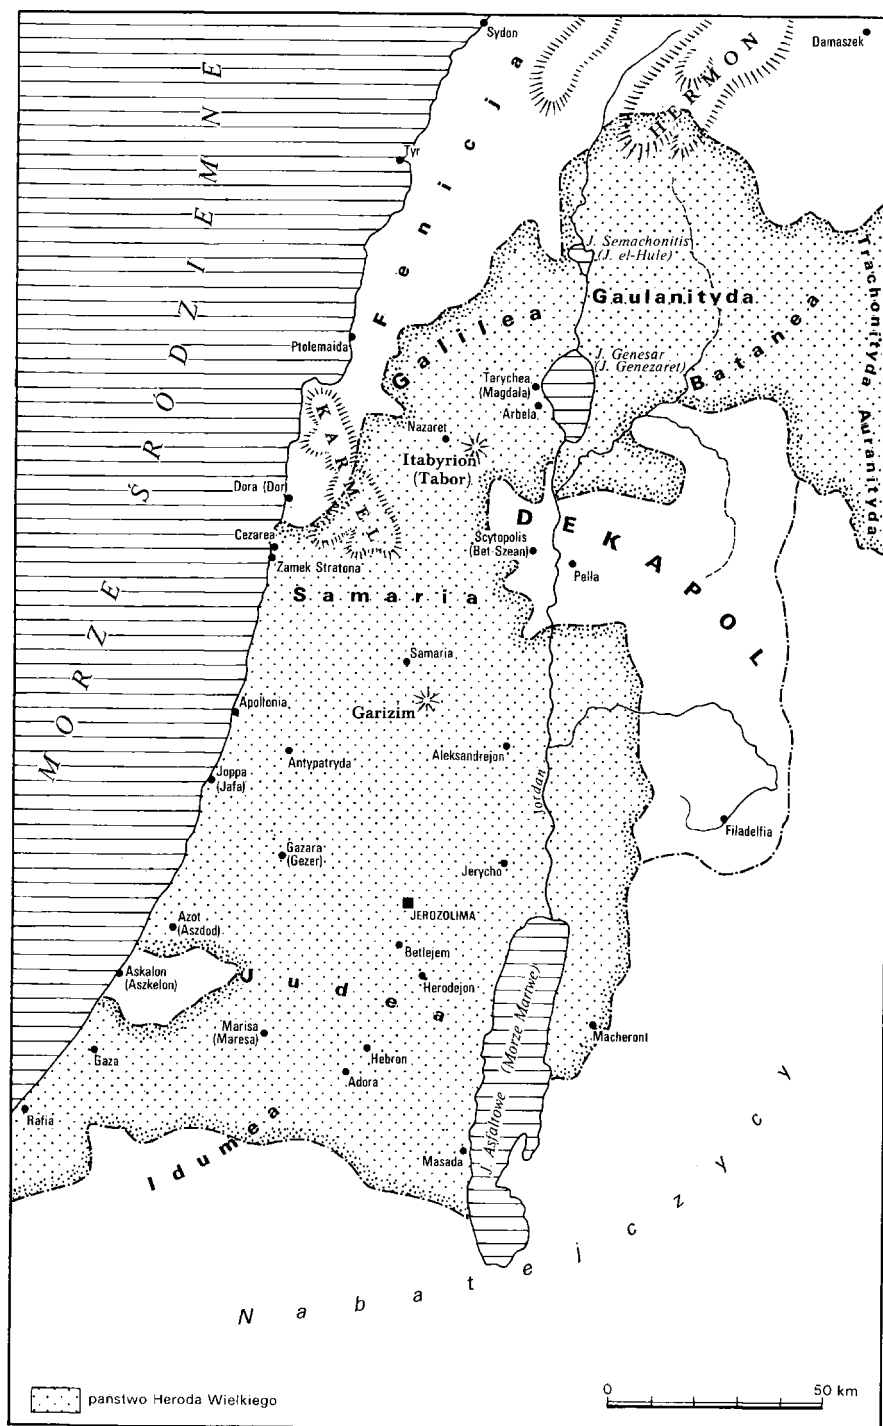 Sydon
Damaszek
HERMON
Tyr
Fenicja
MORZE ŚRÓDZIEMNE
J. Semachonitis
(J. el-Hule)
Trachonityda
Gaulanityda
Batanea
Ptolemaida
Galilea
J. Genesar
(J. Genezaret)
Tarychea
(Magdala)
Arbela
Auranityda
KARMEL
Nazaret
Itabyrion
(Tabor)
Dora (Dor)
DEKAPOL
Cezarea
Zamek Stratona
Scytopolis
(Bet Szean)
Pella
Samaria
Samaria
Garizim
Apollonia
Antypatryda
Aleksandrejon
Joppa
(Jafa)
Jordan
Filadelfia
Gazara
(Gezer)
Jerycho
JEROZOLIMA
Azot
(Aszdod)
Betlejem
Askalon
(Aszkelon)
Judea
Herodejon
Marisa
(Maresa)
Macheront
Gaza
Hebron
Adora
J. Asfaltowe (Morze Martwe)
Rafia
Idumea
Masada
Nabatejczycy
państwo Heroda Wielkiego
0 50 km